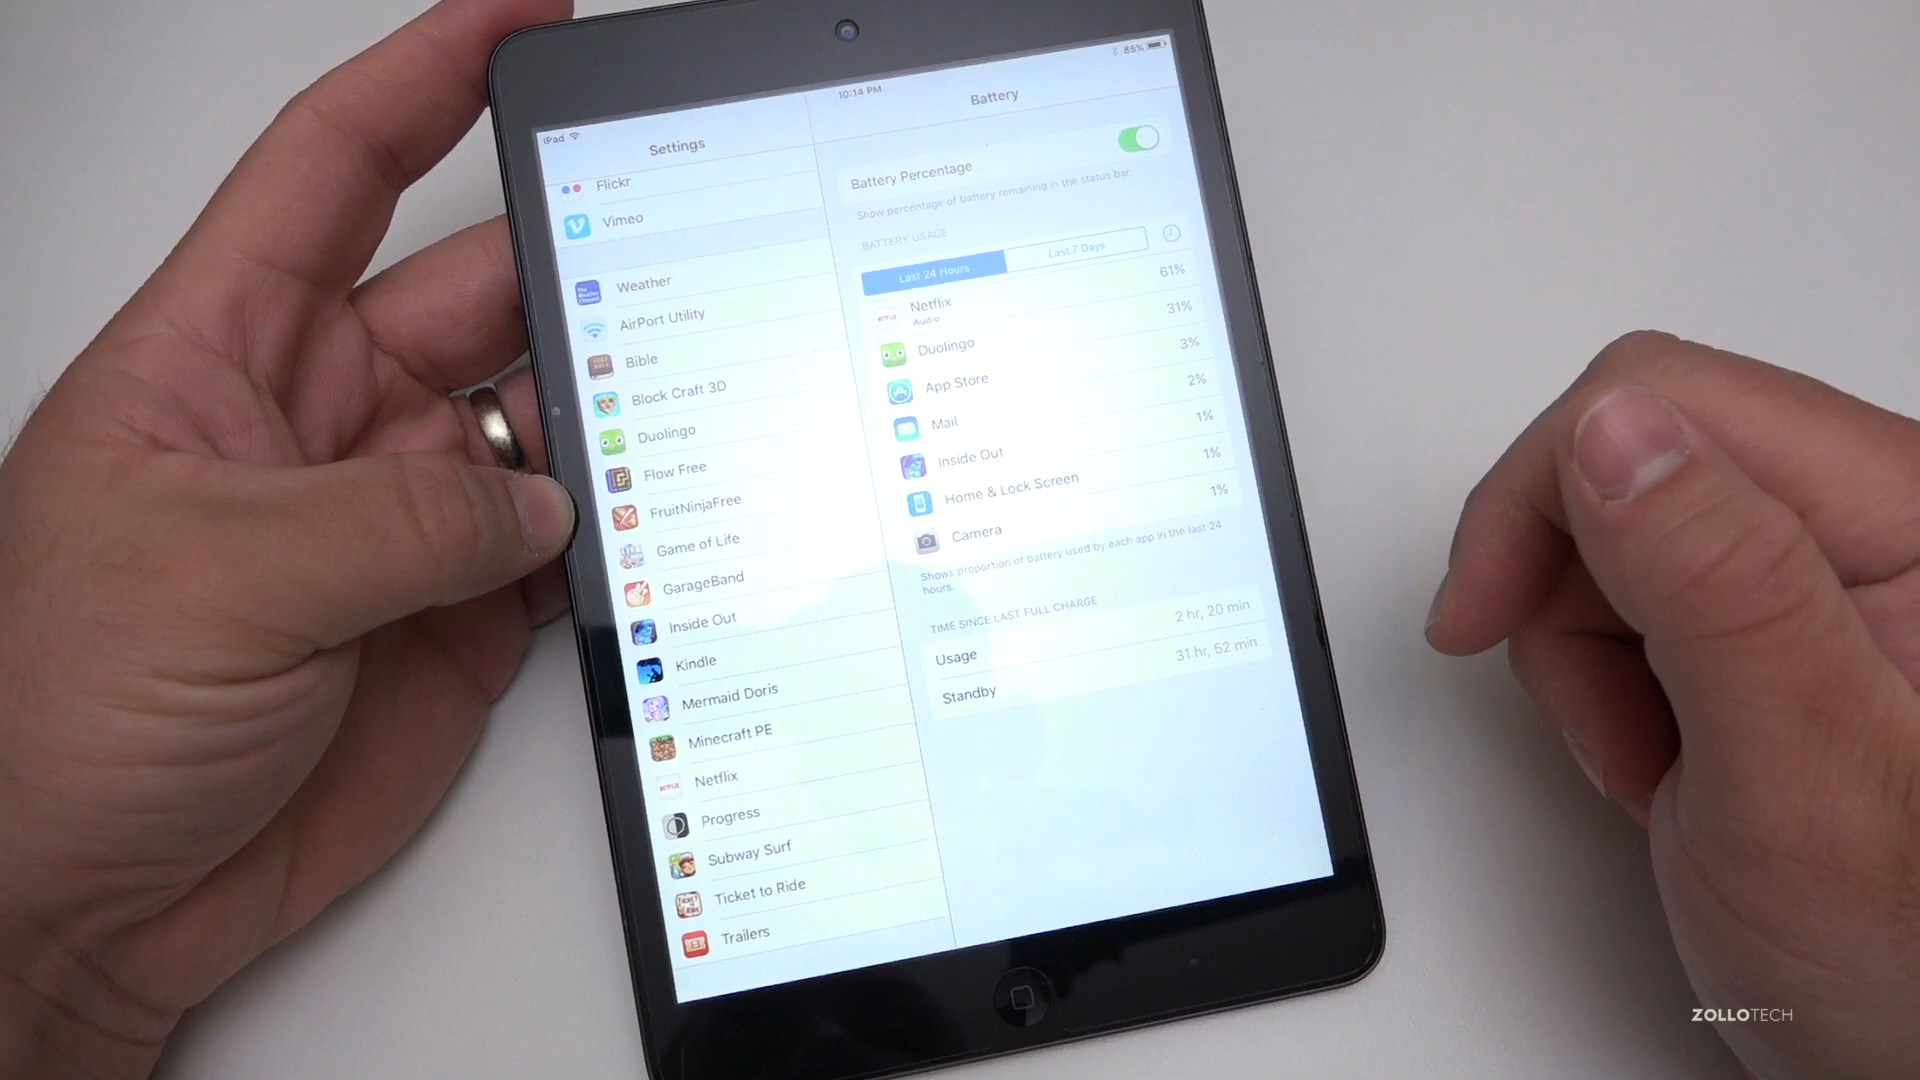 iPad
10:14 PM
85%
Settings
Battery
Flickr
Vimeo
Weather
AirPort Utility
Bible
Block Craft 3D
Duolingo
Flow Free
FruitNinjaFree
Game of Life
GarageBand
Inside Out
Kindle
Mermaid Doris
Minecraft PE
Netflix
Progress
Subway Surf
Ticket to Ride
Trailers
Battery Percentage
Show percentage of battery remaining in the status bar.
BATTERY USAGE
Last 24 Hours
Last 7 Days
Netflix 61%
Audio
Duolingo 31%
App Store 3%
Mail 2%
Inside Out 1%
Home & Lock Screen 1%
Camera 1%
Shows proportion of battery used by each app in the last 24
hours.
TIME SINCE LAST FULL CHARGE
Usage 2 hr, 20 min
Standby 31 hr, 52 min
ZOLLOTECH